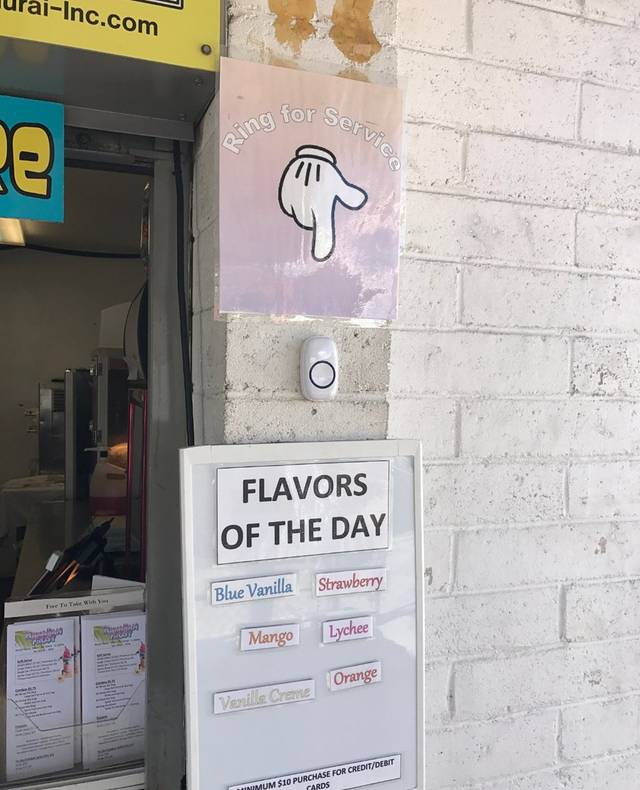 urai-Inc.com
Ring for Service
FLAVORS
OF THE DAY
Blue Vanilla
Strawberry
Mango
Lychee
Orange
Vanilla Creme
MINIMUM $10 PURCHASE FOR CREDIT/DEBIT
CARDS
Free To Take With You